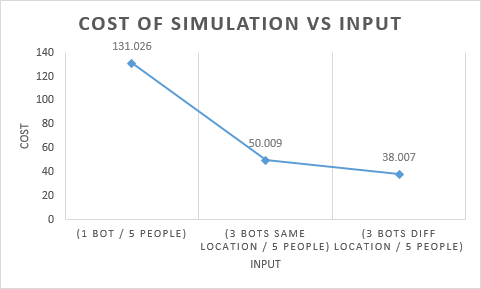 COST OF SIMULATION VS INPUT
140
120
100
80
60
40
20
0
COST
131.026
50.009
38.007
(1 BOT / 5 PEOPLE)
(3 BOTS SAME
LOCATION / 5 PEOPLE)
(3 BOTS DIFF
LOCATION / 5 PEOPLE)
INPUT